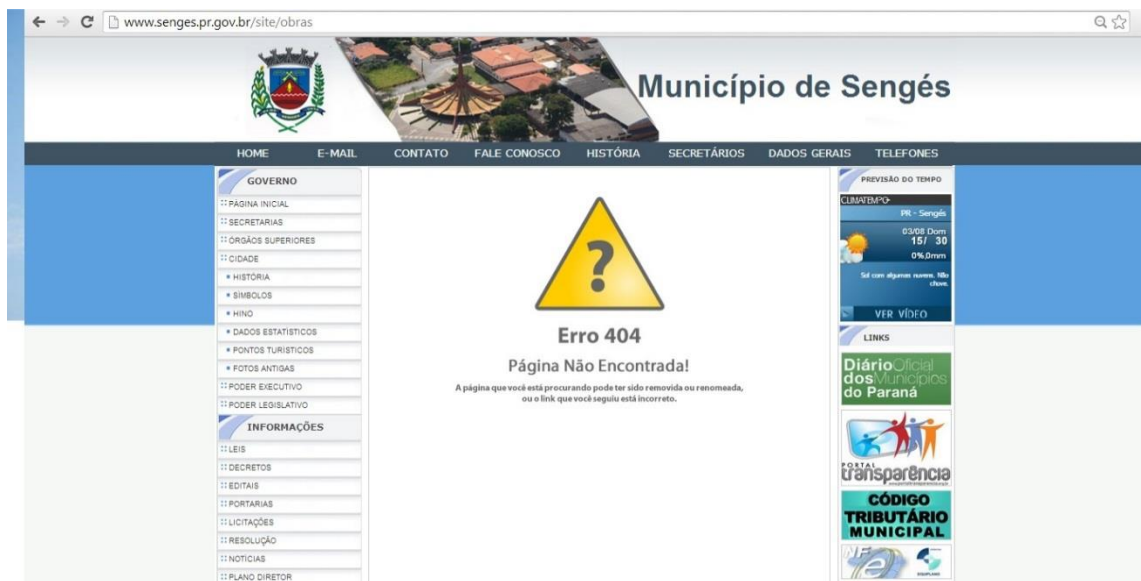 www.senges.pr.gov.br/site/obras
Município de Sengés
HOME E-MAIL CONTATO FALE CONOSCO HISTÓRIA SECRETÁRIOS DADOS GERAIS TELEFONES
GOVERNO
PÁGINA INICIAL
SECRETARIAS
ÓRGÃOS SUPERIORES
CIDADE
HISTÓRIA
SÍMBOLOS
HINO
DADOS ESTATÍSTICOS
PONTOS TURÍSTICOS
FOTOS ANTIGAS
PODER EXECUTIVO
PODER LEGISLATIVO
INFORMAÇÕES
LEIS
DECRETOS
EDITAIS
PORTARIAS
LICITAÇÕES
RESOLUÇÃO
NOTÍCIAS
PLANO DIRETOR
?
Erro 404
Página Não Encontrada!
A página que você está procurando pode ter sido removida ou renomeada,
ou o link que você seguiu está incorreto.
PREVISÃO DO TEMPO
CLIMATEMPO
PR - Sengés
03/08 Dom
15/ 30
0%,0mm
Sol com algumas nuvens. Não
chove.
VER VÍDEO
LINKS
DiárioOficial
dosMunicípios
do Paraná
PORTAL
transparência
CÓDIGO
TRIBUTÁRIO
MUNICIPAL
NF
e